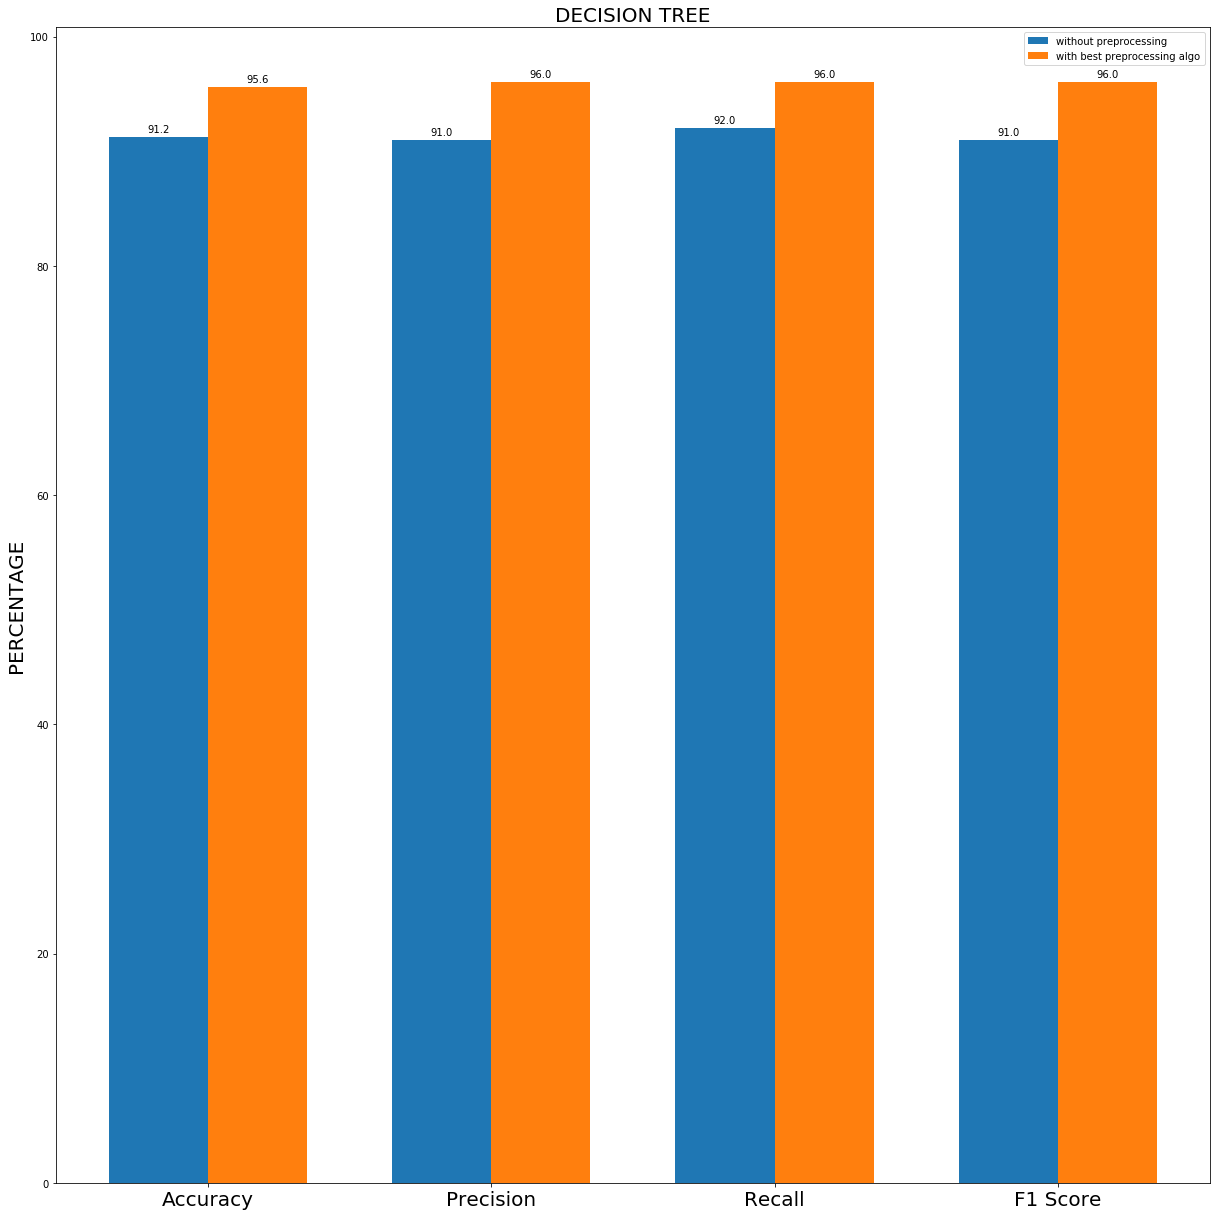 DECISION TREE
without preprocessing
with best preprocessing algo
PERCENTAGE
100
80
60
40
20
0
91.2
95.6
91.0
96.0
92.0
96.0
91.0
96.0
Accuracy
Precision
Recall
F1 Score